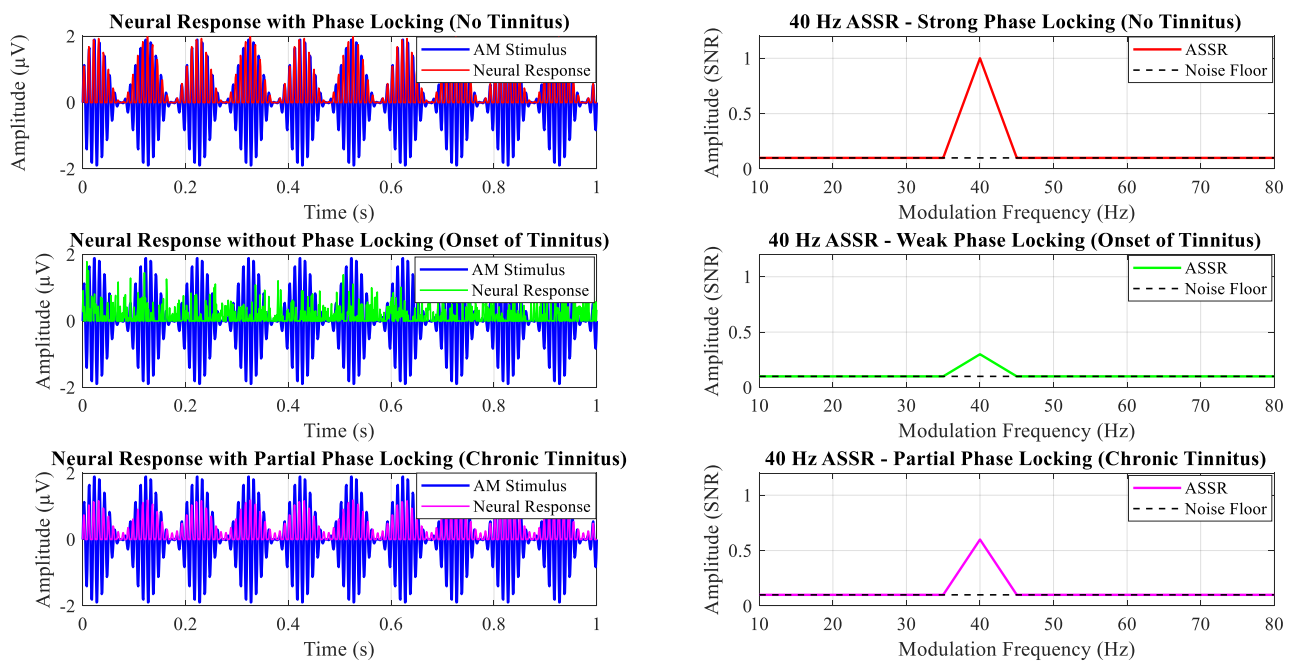 Neural Response with Phase Locking (No Tinnitus)
Amplitude (µV)
2
0
-2
AM Stimulus
Neural Response
0 0.2 0.4 0.6 0.8 1
Time (s)
40 Hz ASSR - Strong Phase Locking (No Tinnitus)
Amplitude (SNR)
1
0.5
0
ASSR
Noise Floor
10 20 30 40 50 60 70 80
Modulation Frequency (Hz)
Neural Response without Phase Locking (Onset of Tinnitus)
Amplitude (µV)
2
0
-2
AM Stimulus
Neural Response
0 0.2 0.4 0.6 0.8 1
Time (s)
40 Hz ASSR - Weak Phase Locking (Onset of Tinnitus)
Amplitude (SNR)
1
0.5
0
ASSR
Noise Floor
10 20 30 40 50 60 70 80
Modulation Frequency (Hz)
Neural Response with Partial Phase Locking (Chronic Tinnitus)
Amplitude (µV)
2
0
-2
AM Stimulus
Neural Response
0 0.2 0.4 0.6 0.8 1
Time (s)
40 Hz ASSR - Partial Phase Locking (Chronic Tinnitus)
Amplitude (SNR)
1
0.5
0
ASSR
Noise Floor
10 20 30 40 50 60 70 80
Modulation Frequency (Hz)